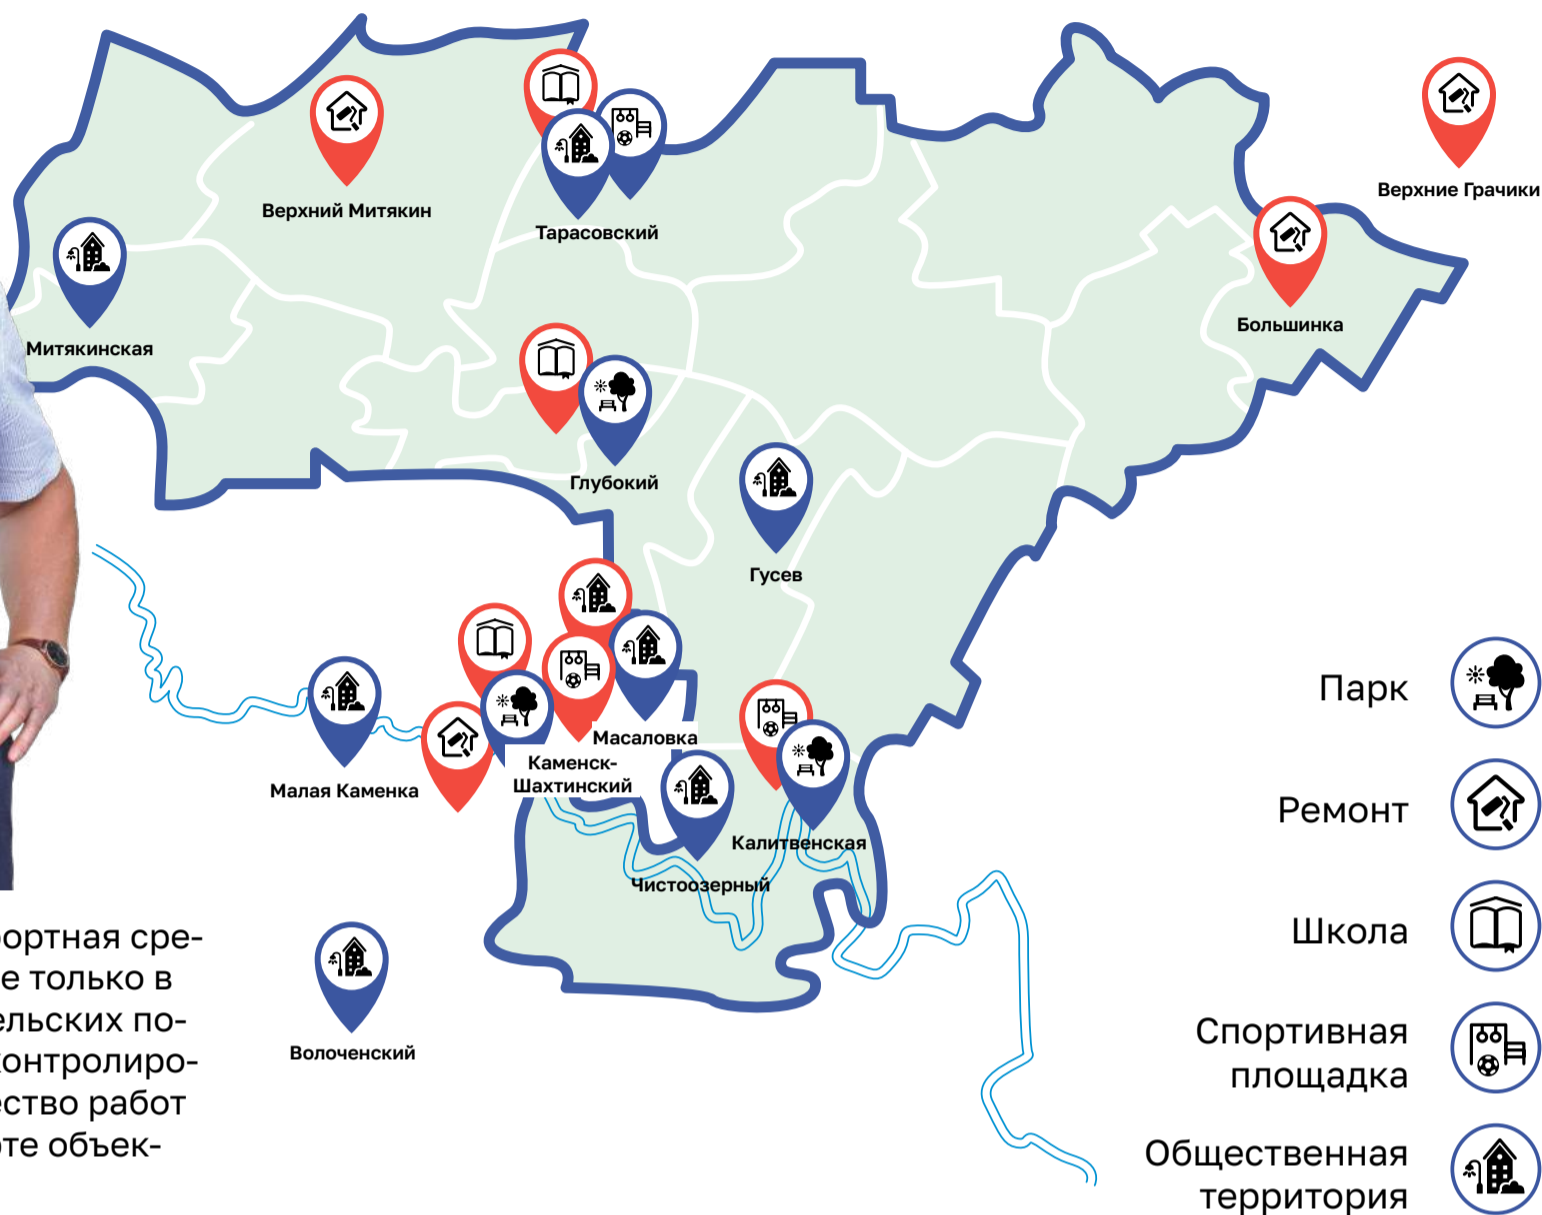 Верхние Грачики
Верхний Митякин
Тарасовский
Большинка
Митякинская
Глубокий
Гусев
Масаловка
Каменск-
Шахтинский
Малая Каменка
Калитвенская
Чистоозерный
Волоченский
Парк
Ремонт
Школа
Спортивная
площадка
Общественная
территория
ортная сре-
е только в
ельских по-
контролиро-
ество работ
те объек-